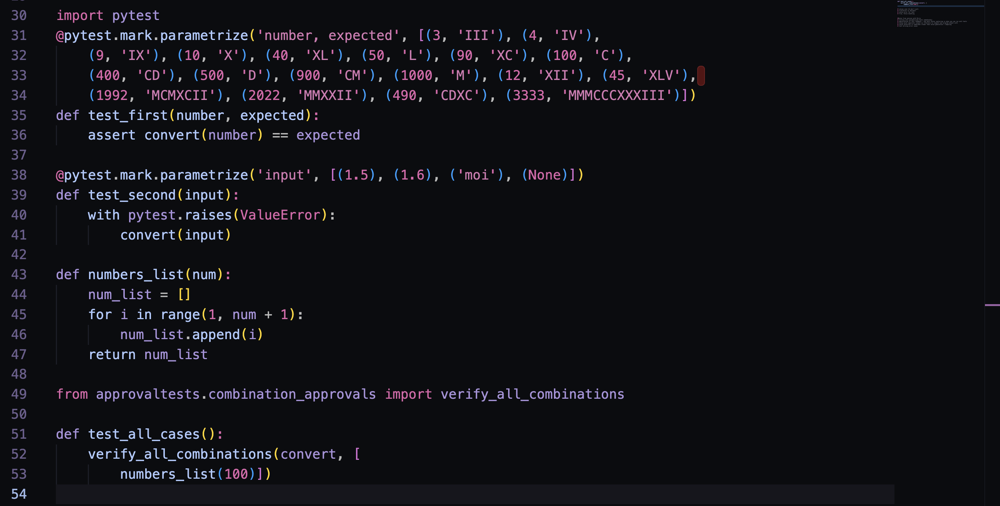 30 import pytest
31 @pytest.mark.parametrize('number, expected', [(3, 'III'), (4, 'IV'),
32     (9, 'IX'), (10, 'X'), (40, 'XL'), (50, 'L'), (90, 'XC'), (100, 'C'),
33     (400, 'CD'), (500, 'D'), (900, 'CM'), (1000, 'M'), (12, 'XII'), (45, 'XLV'),
34     (1992, 'MCMXCII'), (2022, 'MMXXII'), (490, 'CDXC'), (3333, 'MMMCCCXXXIII')])
35 def test_first(number, expected):
36     assert convert(number) == expected
37
38 @pytest.mark.parametrize('input', [(1.5), (1.6), ('moi'), (None)])
39 def test_second(input):
40     with pytest.raises(ValueError):
41         convert(input)
42
43 def numbers_list(num):
44     num_list = []
45     for i in range(1, num + 1):
46         num_list.append(i)
47     return num_list
48
49 from approvaltests.combination_approvals import verify_all_combinations
50
51 def test_all_cases():
52     verify_all_combinations(convert, [
53         numbers_list(100)])
54